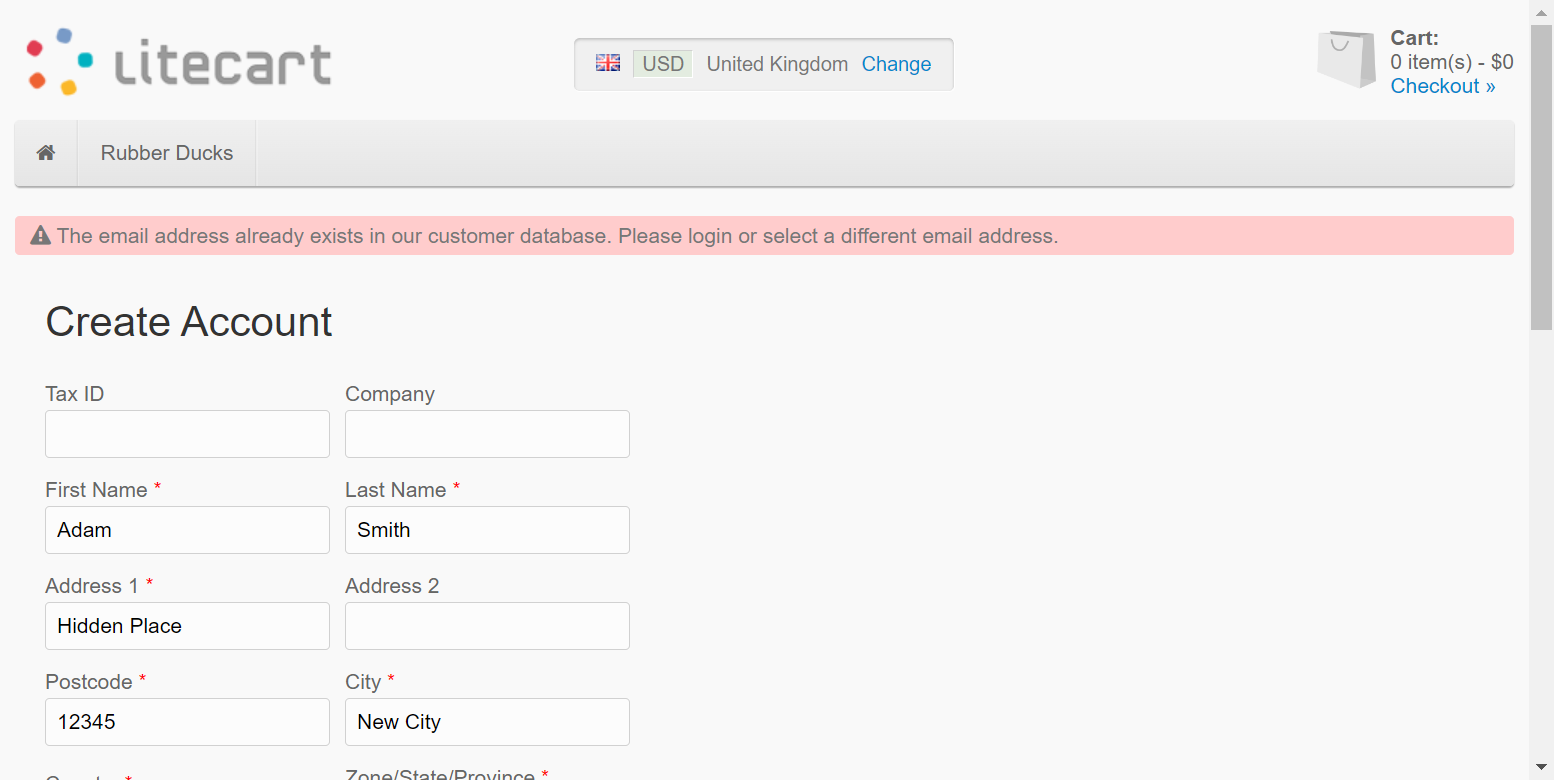 litecart
USD United Kingdom Change
Cart:
0 item(s) - $0
Checkout »
Rubber Ducks
The email address already exists in our customer database. Please login or select a different email address.
Create Account
Tax ID Company
First Name * Last Name *
Adam Smith
Address 1 * Address 2
Hidden Place
Postcode * City *
12345 New City
Zone/State/Province *